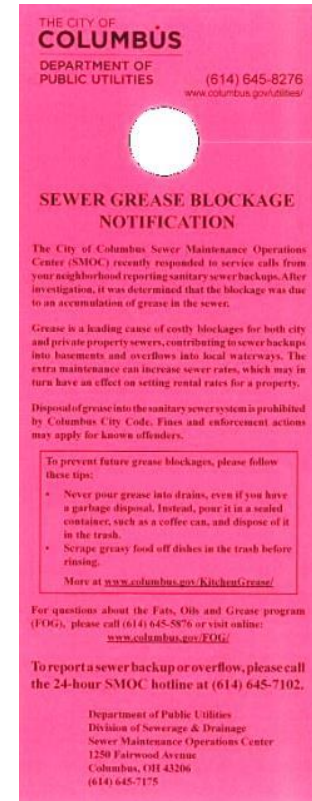 THE CITY OF
COLUMBUS
DEPARTMENT OF
PUBLIC UTILITIES
(614) 645-8276
www.columbus.gov/utilities/
SEWER GREASE BLOCKAGE
NOTIFICATION
The City of Columbus Sewer Maintenance Operations
Center (SMOC) recently responded to service calls from
your neighborhood reporting sanitary sewer backups. After
investigation, it was determined that the blockage was due
to an accumulation of grease in the sewer.
Grease is a leading cause of costly blockages for both city
and private property sewers, contributing to sewer backups
into basements and overflows into local waterways. The
extra maintenance can increase sewer rates, which may in
turn have an effect on setting rental rates for a property.
Disposal of grease into the sanitary sewer system is prohibited
by Columbus City Code. Fines and enforcement actions
may apply for known offenders.
To prevent future grease blockages, please follow
these tips:
• Never pour grease into drains, even if you have
a garbage disposal. Instead, pour it in a sealed
container, such as a coffee can, and dispose of it
in the trash.
• Scrape greasy food off dishes in the trash before
rinsing.
More at www.columbus.gov/KitchenGrease/
For questions about the Fats, Oils and Grease program
(FOG), please call (614) 645-5876 or visit online:
www.columbus.gov/FOG/
To report a sewer backup or overflow, please call
the 24-hour SMOC hotline at (614) 645-7102.
Department of Public Utilities
Division of Sewerage & Drainage
Sewer Maintenance Operations Center
1250 Fairwood Avenue
Columbus, OH 43206
(614) 645-7175